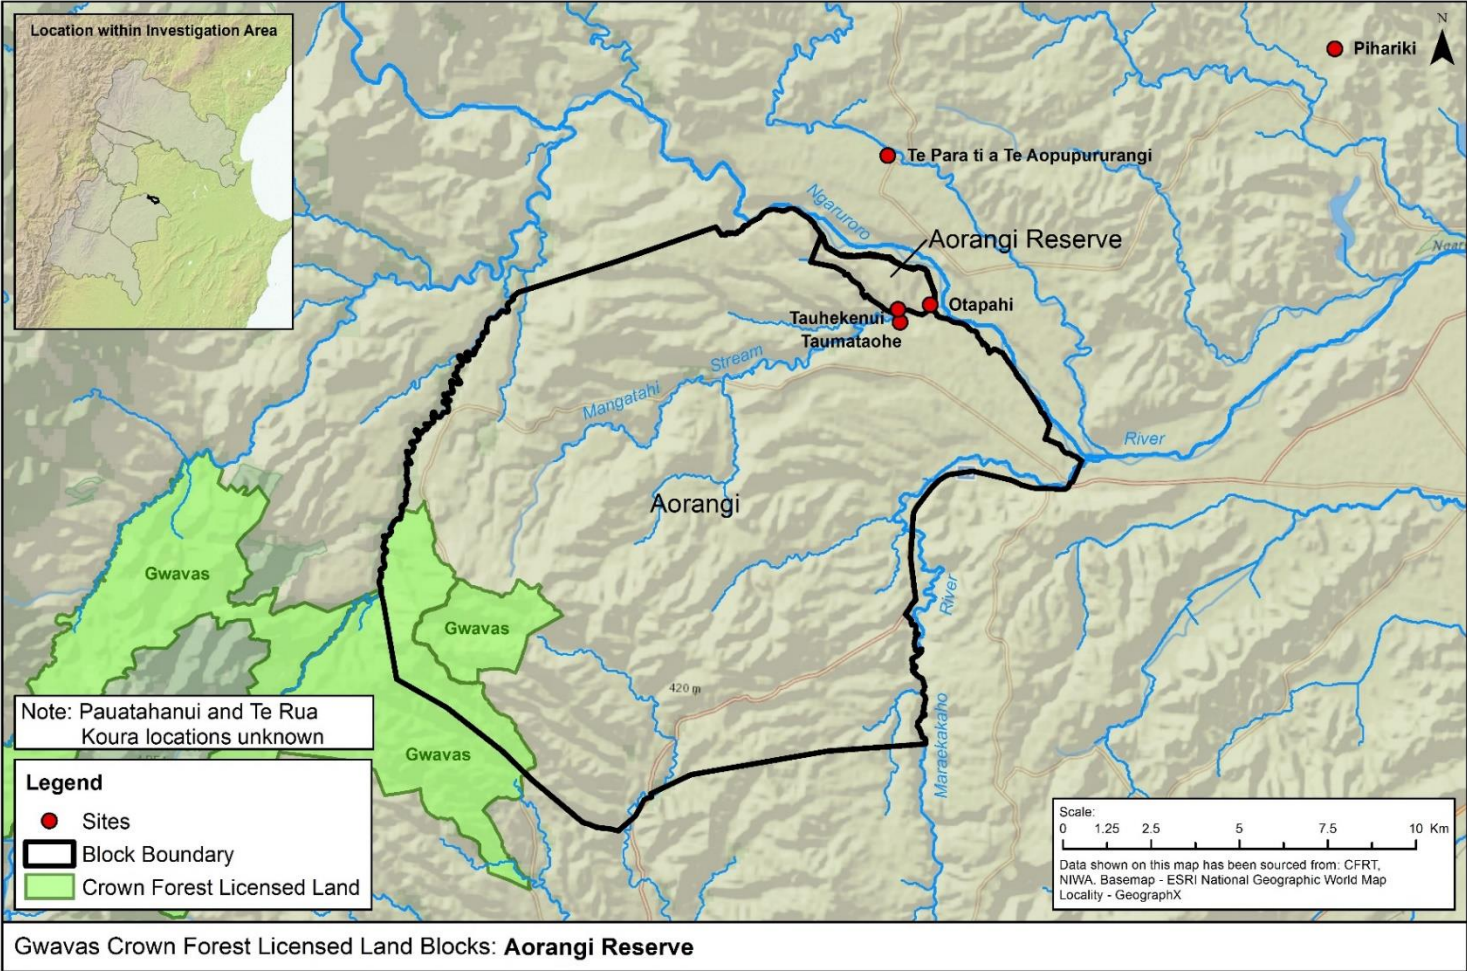 Location within Investigation Area
N
Pihariki
Te Para ti a Te Aopupururangi
Ngaruroro
Aorangi Reserve
Otapahi
Tauhekenui
Taumataohe
Mangatahi Stream
River
Aorangi
Gwavas
Gwavas
River
420 m
Gwavas
Maraekakaho
Note: Pauatahanui and Te Rua
Koura locations unknown
Legend
Sites
Block Boundary
Crown Forest Licensed Land
Scale:
0 1.25 2.5 5 7.5 10 Km
Data shown on this map has been sourced from: CFRT,
NIWA. Basemap - ESRI National Geographic World Map
Locality - GeographX
Gwavas Crown Forest Licensed Land Blocks: Aorangi Reserve